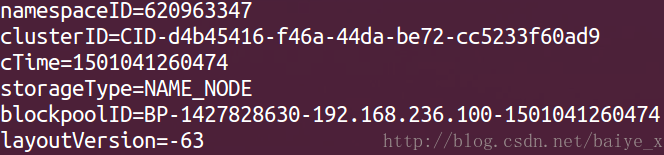 namespaceID=620963347
clusterID=CID-d4b45416-f46a-44da-be72-cc5233f60ad9
cTime=1501041260474
storageType=NAME_NODE
blockpoolID=BP-1427828630-192.168.236.100-1501041260474
layoutVersion=-63
http://blog.csdn.net/baiye_x